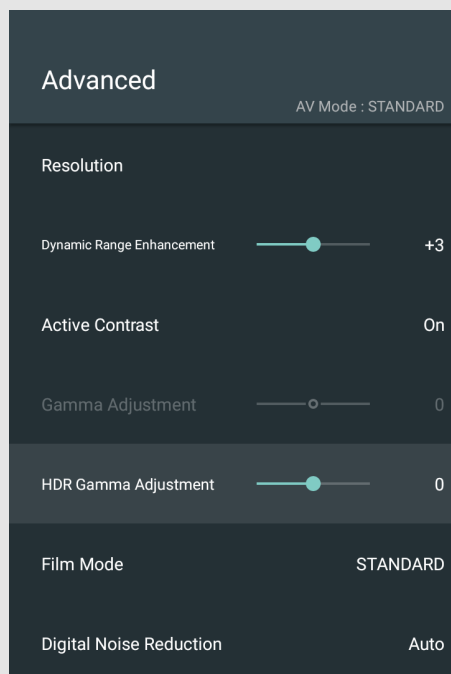 Advanced
AV Mode : STANDARD
Resolution
Dynamic Range Enhancement +3
Active Contrast On
Gamma Adjustment 0
HDR Gamma Adjustment 0
Film Mode STANDARD
Digital Noise Reduction Auto